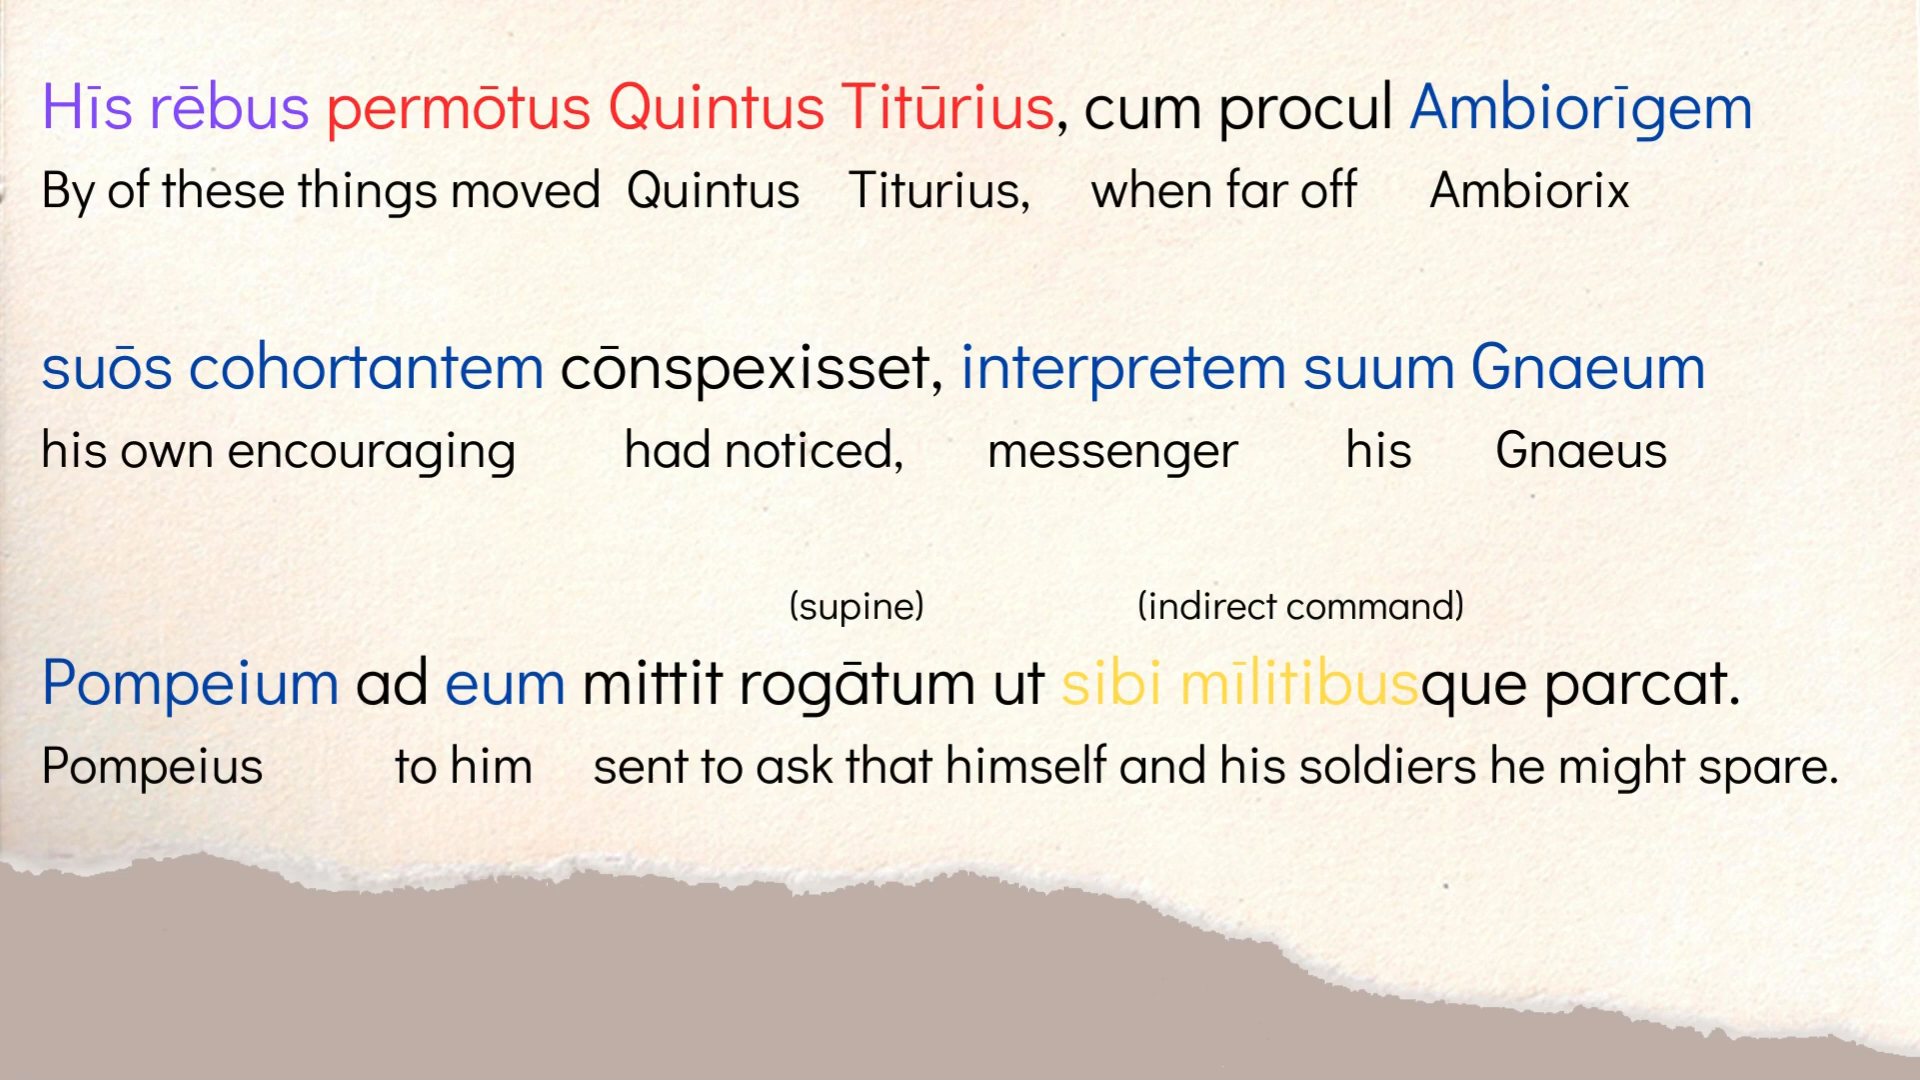 Hīs rēbus permōtus Quintus Titūrius, cum procul Ambiorīgem
By of these things moved Quintus Titurius, when far off Ambiorix
suōs cohortantem cōnspexisset, interpretem suum Gnaeum
his own encouraging had noticed, messenger his Gnaeus
(supine) (indirect command)
Pompeium ad eum mittit rogātum ut sibi mīlitibusque parcat.
Pompeius to him sent to ask that himself and his soldiers he might spare.